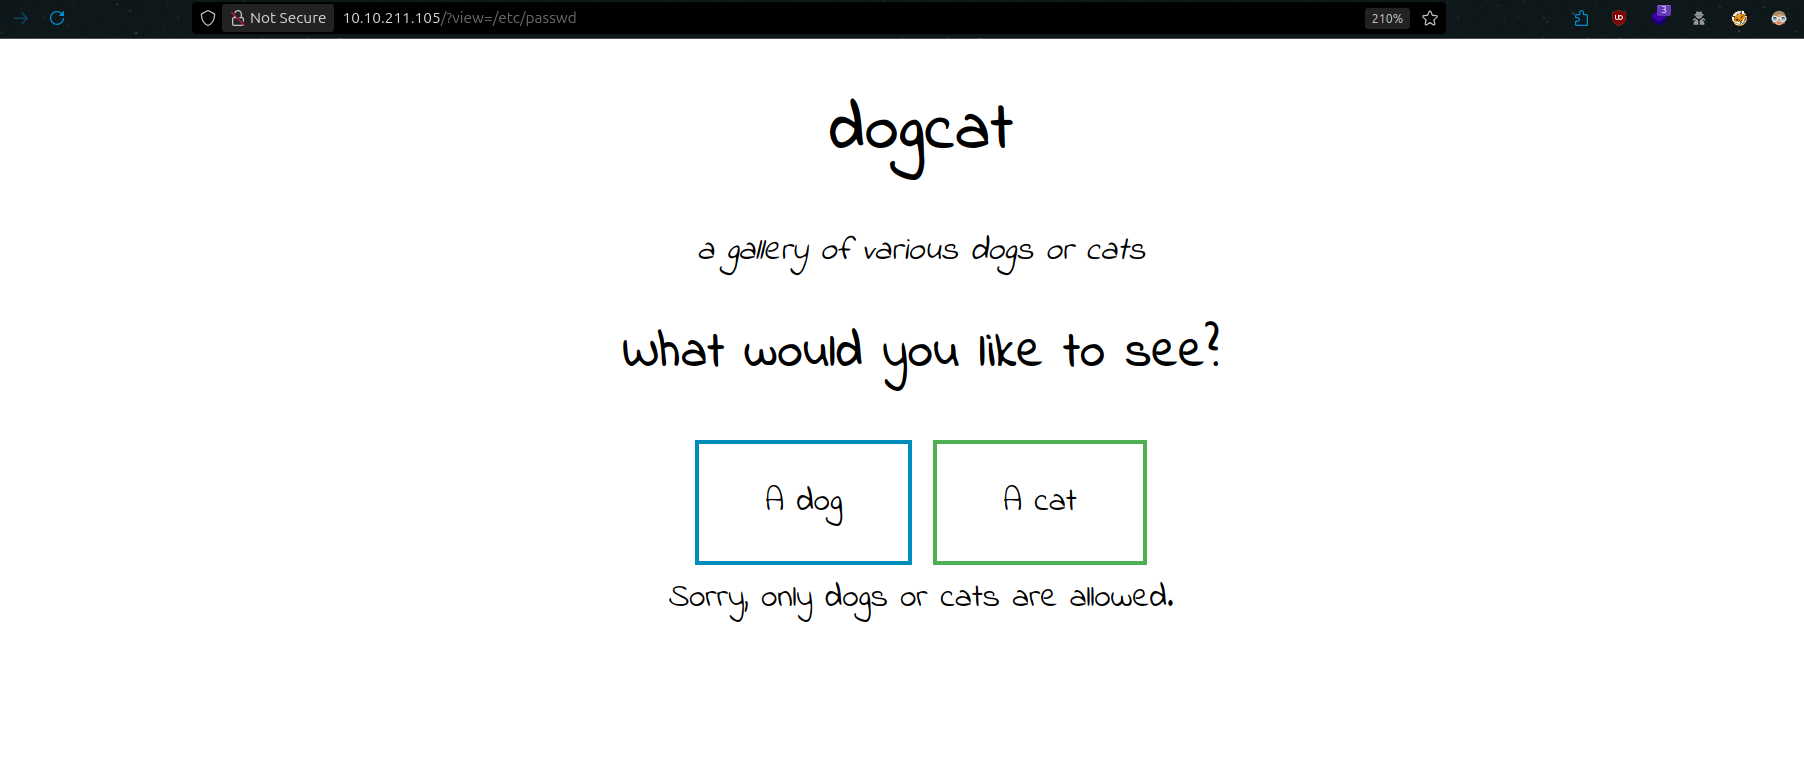 Not Secure 10.10.211.105/?view=/etc/passwd 210% 3
dogcat
a gallery of various dogs or cats
What would you like to see?
A dog A cat
Sorry, only dogs or cats are allowed.